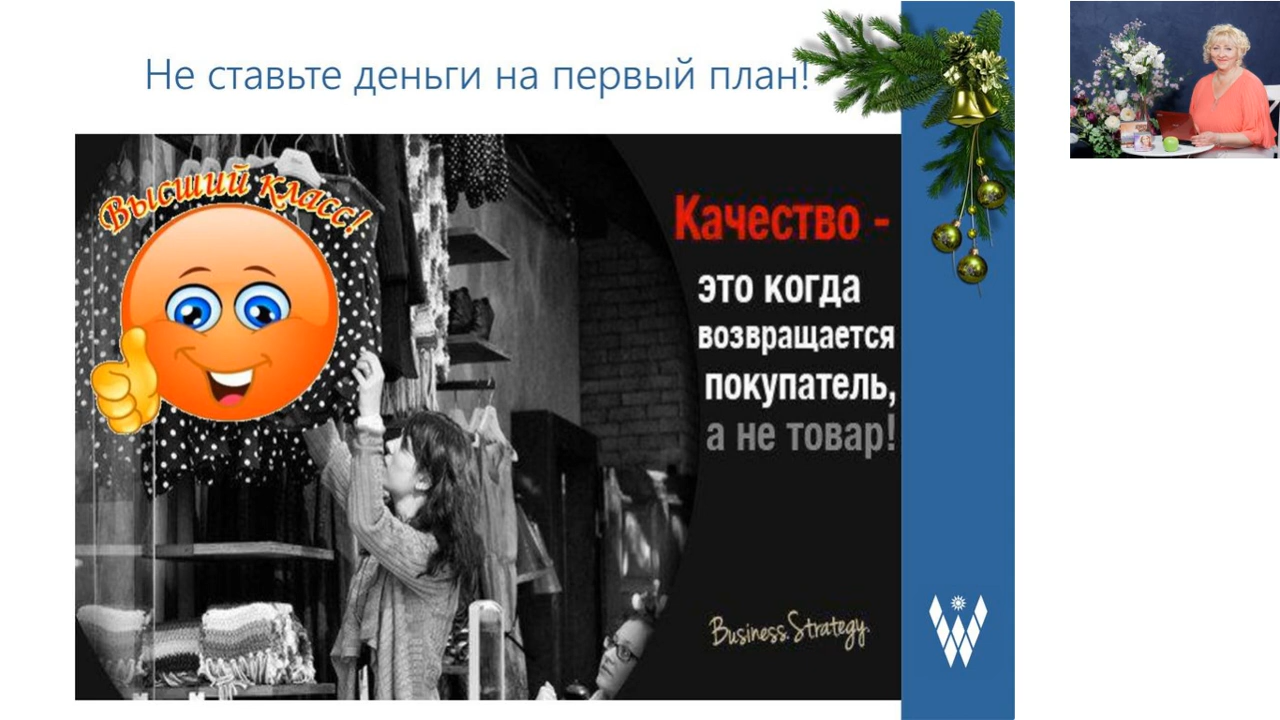 Не ставьте деньги на первый план!
Высший класс!
Качество -
это когда
возвращается
покупатель,
а не товар!
Business Strategy.